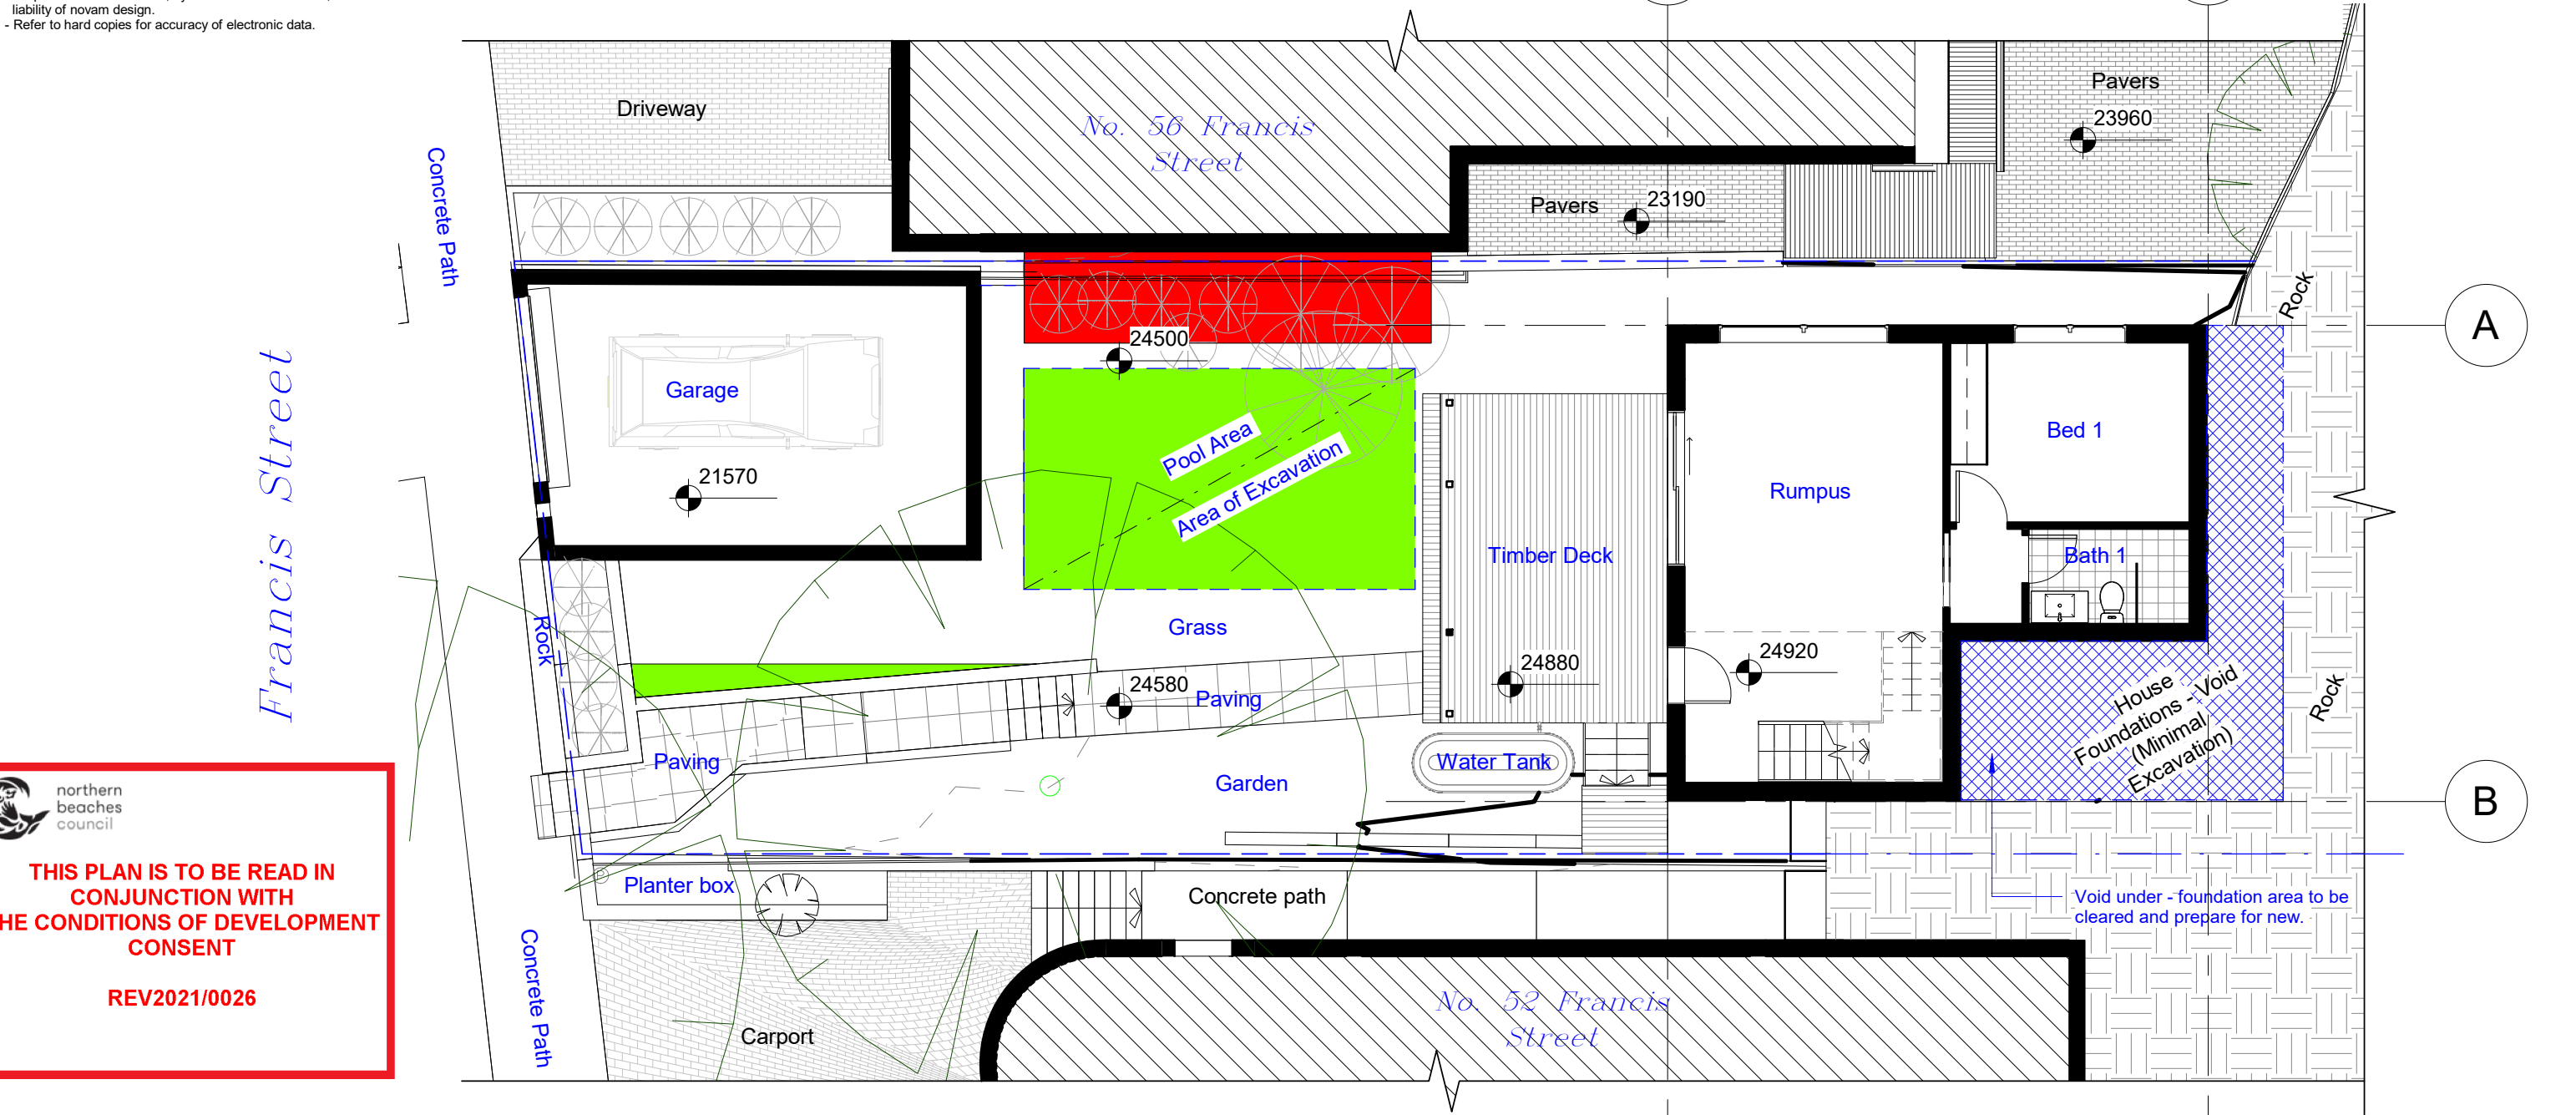 liability of novam design.
- Refer to hard copies for accuracy of electronic data.
Driveway
No. 56 Francis
Street
Pavers
23960
Pavers
23190
Concrete Path
Rock
A
24500
Garage
21570
Pool Area
Area of Excavation
Francis Street
Bed 1
Rumpus
Timber Deck
Bath 1
Grass
Rock
24580
Paving
24880
24920
House
Foundations - Void
(Minimal
Excavation)
Rock
Paving
Water Tank
Garden
B
northern
beaches
council
THIS PLAN IS TO BE READ IN
CONJUNCTION WITH
HE CONDITIONS OF DEVELOPMENT
CONSENT
REV2021/0026
Planter box
Concrete path
Void under - foundation area to be
cleared and prepare for new.
Concrete Path
Carport
No. 52 Francis
Street